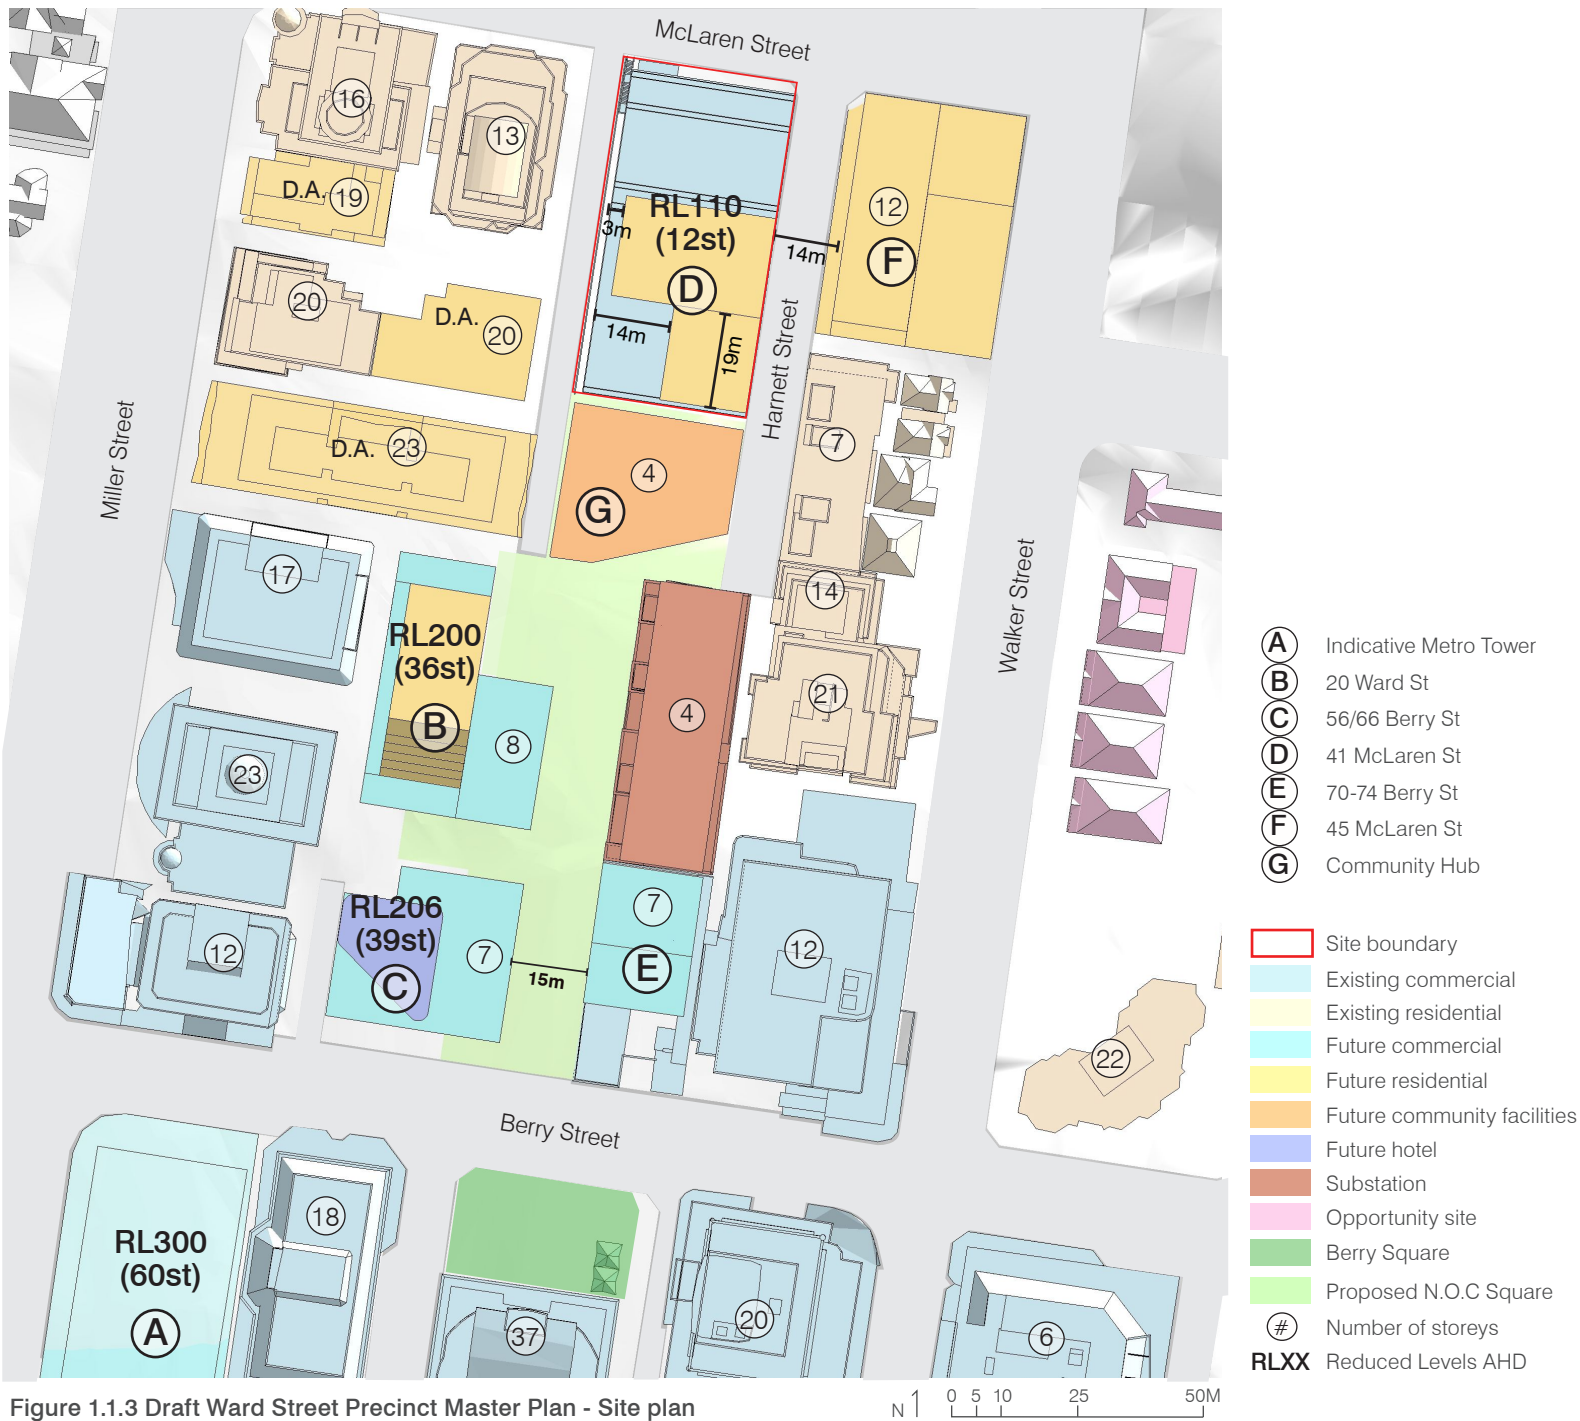 McLaren Street
16
13
D.A.
19
RL110
(12st)
D
3m
14m
12
F
20
D.A.
20
14m
19m
Harnett Street
Miller Street
D.A.
23
4
G
7
17
14
RL200
(36st)
B
8
4
21
Walker Street
23
12
RL206
(39st)
C
7
15m
7
E
12
22
Berry Street
RL300
(60st)
A
18
37
20
6
A Indicative Metro Tower
B 20 Ward St
C 56/66 Berry St
D 41 McLaren St
E 70-74 Berry St
F 45 McLaren St
G Community Hub
Site boundary
Existing commercial
Existing residential
Future commercial
Future residential
Future community facilities
Future hotel
Substation
Opportunity site
Berry Square
Proposed N.O.C Square
# Number of storeys
RLXX Reduced Levels AHD
Figure 1.1.3 Draft Ward Street Precinct Master Plan - Site plan
N
0 5 10 25 50M